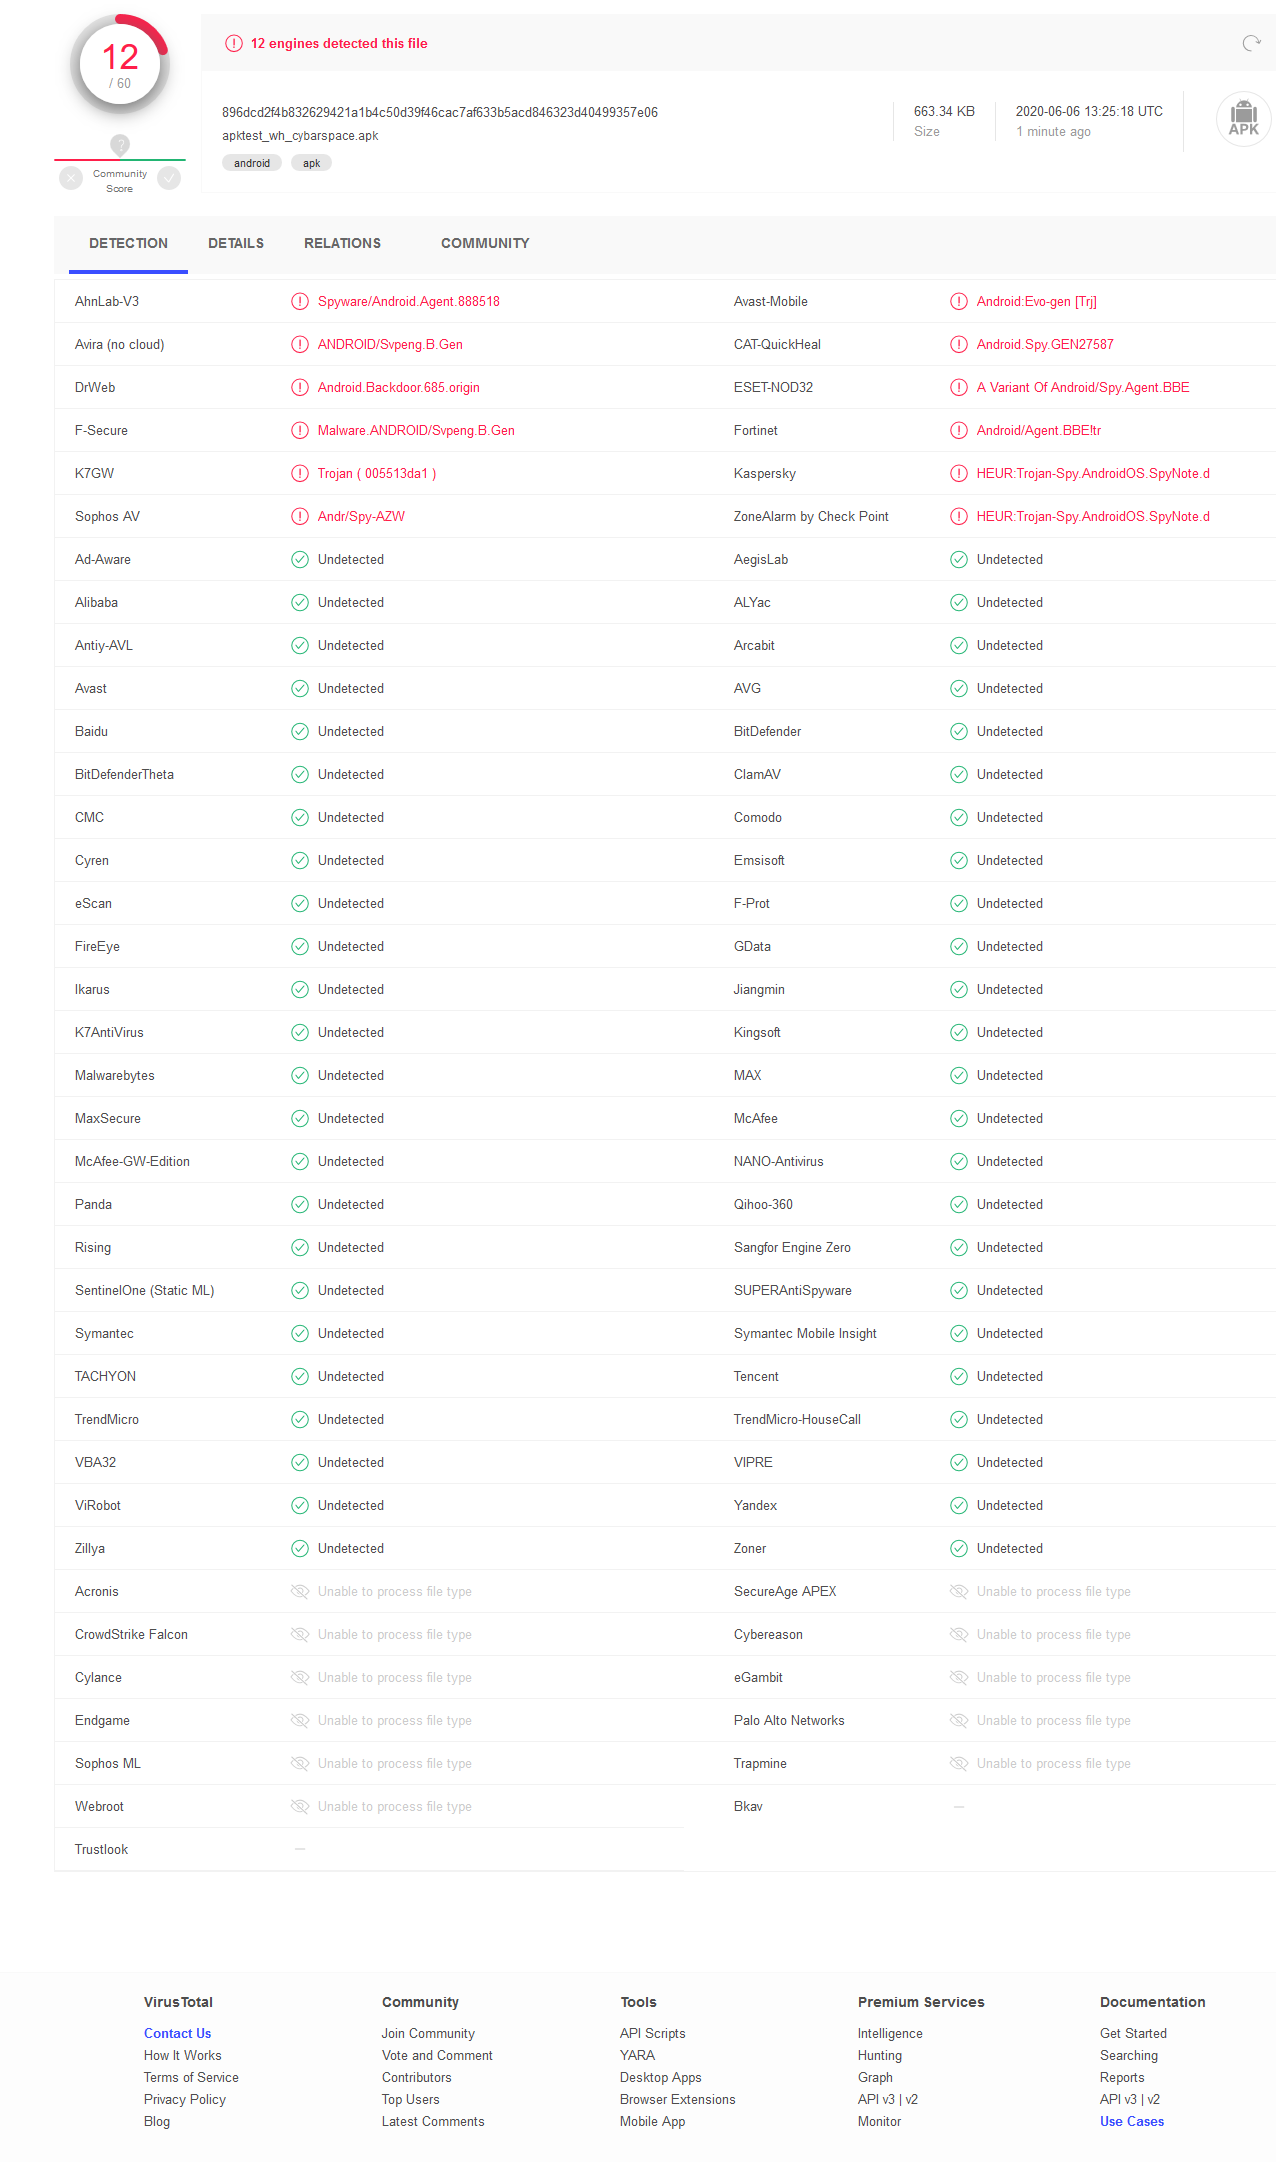 12
/ 60
Community
Score
12 engines detected this file
896dcd2f4b832629421a1b4c50d39f46cac7af633b5acd846323d40499357e06
apktest_wh_cybarspace.apk
android apk
663.34 KB
Size
2020-06-06 13:25:18 UTC
1 minute ago
APK
DETECTION DETAILS RELATIONS COMMUNITY
AhnLab-V3 Spyware/Android.Agent.888518 Avast-Mobile Android:Evo-gen [Trj]
Avira (no cloud) ANDROID/Svpeng.B.Gen CAT-QuickHeal Android.Spy.GEN27587
DrWeb Android.Backdoor.685.origin ESET-NOD32 A Variant Of Android/Spy.Agent.BBE
F-Secure Malware.ANDROID/Svpeng.B.Gen Fortinet Android/Agent.BBE!tr
K7GW Trojan ( 005513da1 ) Kaspersky HEUR:Trojan-Spy.AndroidOS.SpyNote.d
Sophos AV Andr/Spy-AZW ZoneAlarm by Check Point HEUR:Trojan-Spy.AndroidOS.SpyNote.d
Ad-Aware Undetected AegisLab Undetected
Alibaba Undetected ALYac Undetected
Antiy-AVL Undetected Arcabit Undetected
Avast Undetected AVG Undetected
Baidu Undetected BitDefender Undetected
BitDefenderTheta Undetected ClamAV Undetected
CMC Undetected Comodo Undetected
Cyren Undetected Emsisoft Undetected
eScan Undetected F-Prot Undetected
FireEye Undetected GData Undetected
Ikarus Undetected Jiangmin Undetected
K7AntiVirus Undetected Kingsoft Undetected
Malwarebytes Undetected MAX Undetected
MaxSecure Undetected McAfee Undetected
McAfee-GW-Edition Undetected NANO-Antivirus Undetected
Panda Undetected Qihoo-360 Undetected
Rising Undetected Sangfor Engine Zero Undetected
SentinelOne (Static ML) Undetected SUPERAntiSpyware Undetected
Symantec Undetected Symantec Mobile Insight Undetected
TACHYON Undetected Tencent Undetected
TrendMicro Undetected TrendMicro-HouseCall Undetected
VBA32 Undetected VIPRE Undetected
ViRobot Undetected Yandex Undetected
Zillya Undetected Zoner Undetected
Acronis Unable to process file type SecureAge APEX Unable to process file type
CrowdStrike Falcon Unable to process file type Cybereason Unable to process file type
Cylance Unable to process file type eGambit Unable to process file type
Endgame Unable to process file type Palo Alto Networks Unable to process file type
Sophos ML Unable to process file type Trapmine Unable to process file type
Webroot Unable to process file type Bkav —
Trustlook —
VirusTotal Community Tools Premium Services Documentation
Contact Us Join Community API Scripts Intelligence Get Started
How It Works Vote and Comment YARA Hunting Searching
Terms of Service Contributors Desktop Apps Graph Reports
Privacy Policy Top Users Browser Extensions API v3 | v2 API v3 | v2
Blog Latest Comments Mobile App Monitor Use Cases